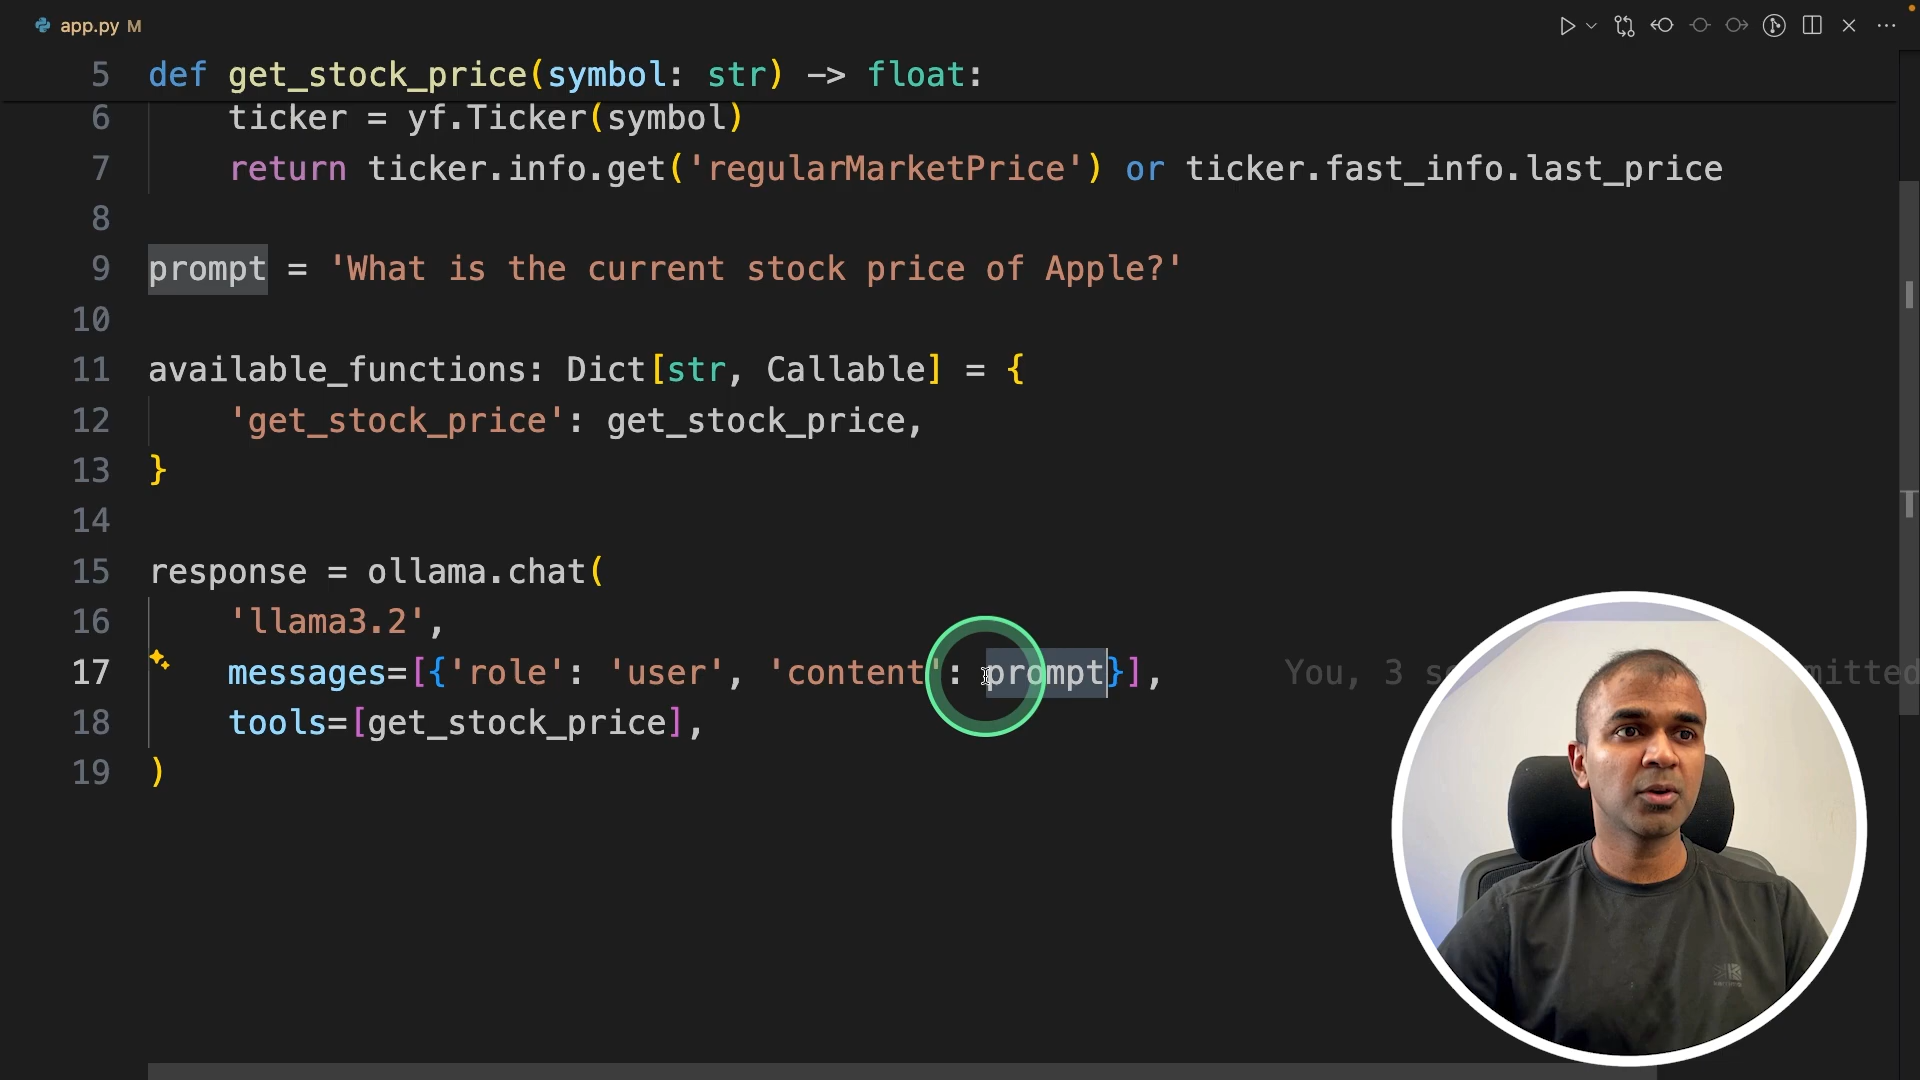 app.py M
5 def get_stock_price(symbol: str) -> float:
6 ticker = yf.Ticker(symbol)
7 return ticker.info.get('regularMarketPrice') or ticker.fast_info.last_price
8
9 prompt = 'What is the current stock price of Apple?'
10
11 available_functions: Dict[str, Callable] = {
12 'get_stock_price': get_stock_price,
13 }
14
15 response = ollama.chat(
16 'llama3.2',
17 messages=[{'role': 'user', 'content': prompt}], You, 3
18 tools=[get_stock_price],
19 )